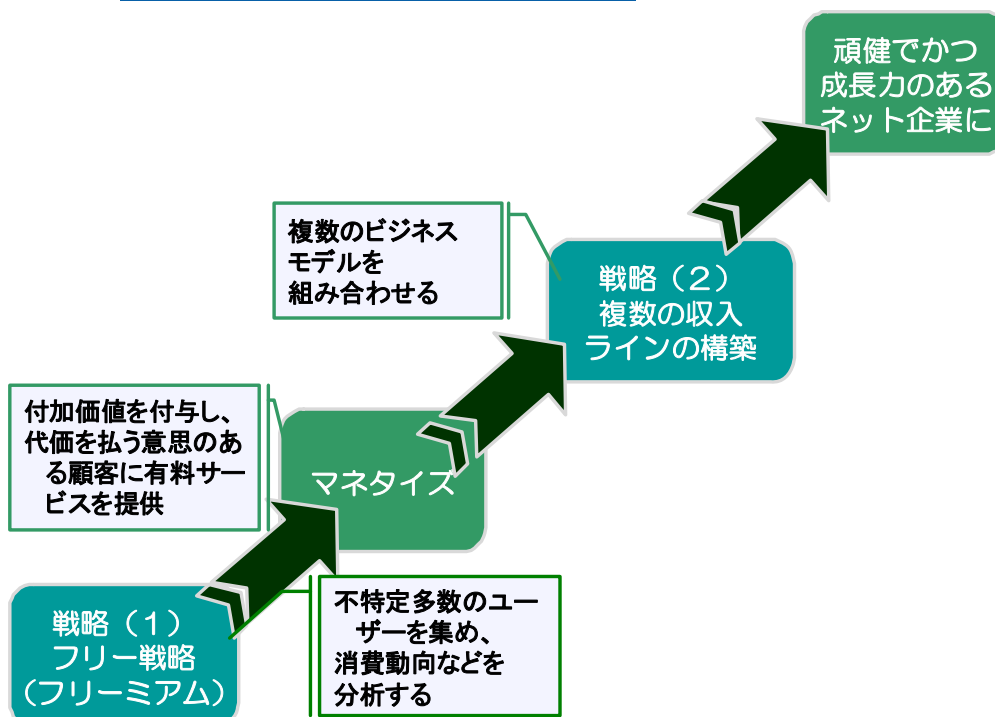 頑健でかつ
成長力のある
ネット企業に
複数のビジネス
モデルを
組み合わせる
戦略（２）
複数の収入
ラインの構築
付加価値を付与し、
代価を払う意思のあ
る顧客に有料サー
ビスを提供
マネタイズ
不特定多数のユー
ザーを集め、
消費動向などを
分析する
戦略（１）
フリー戦略
（フリーミアム）